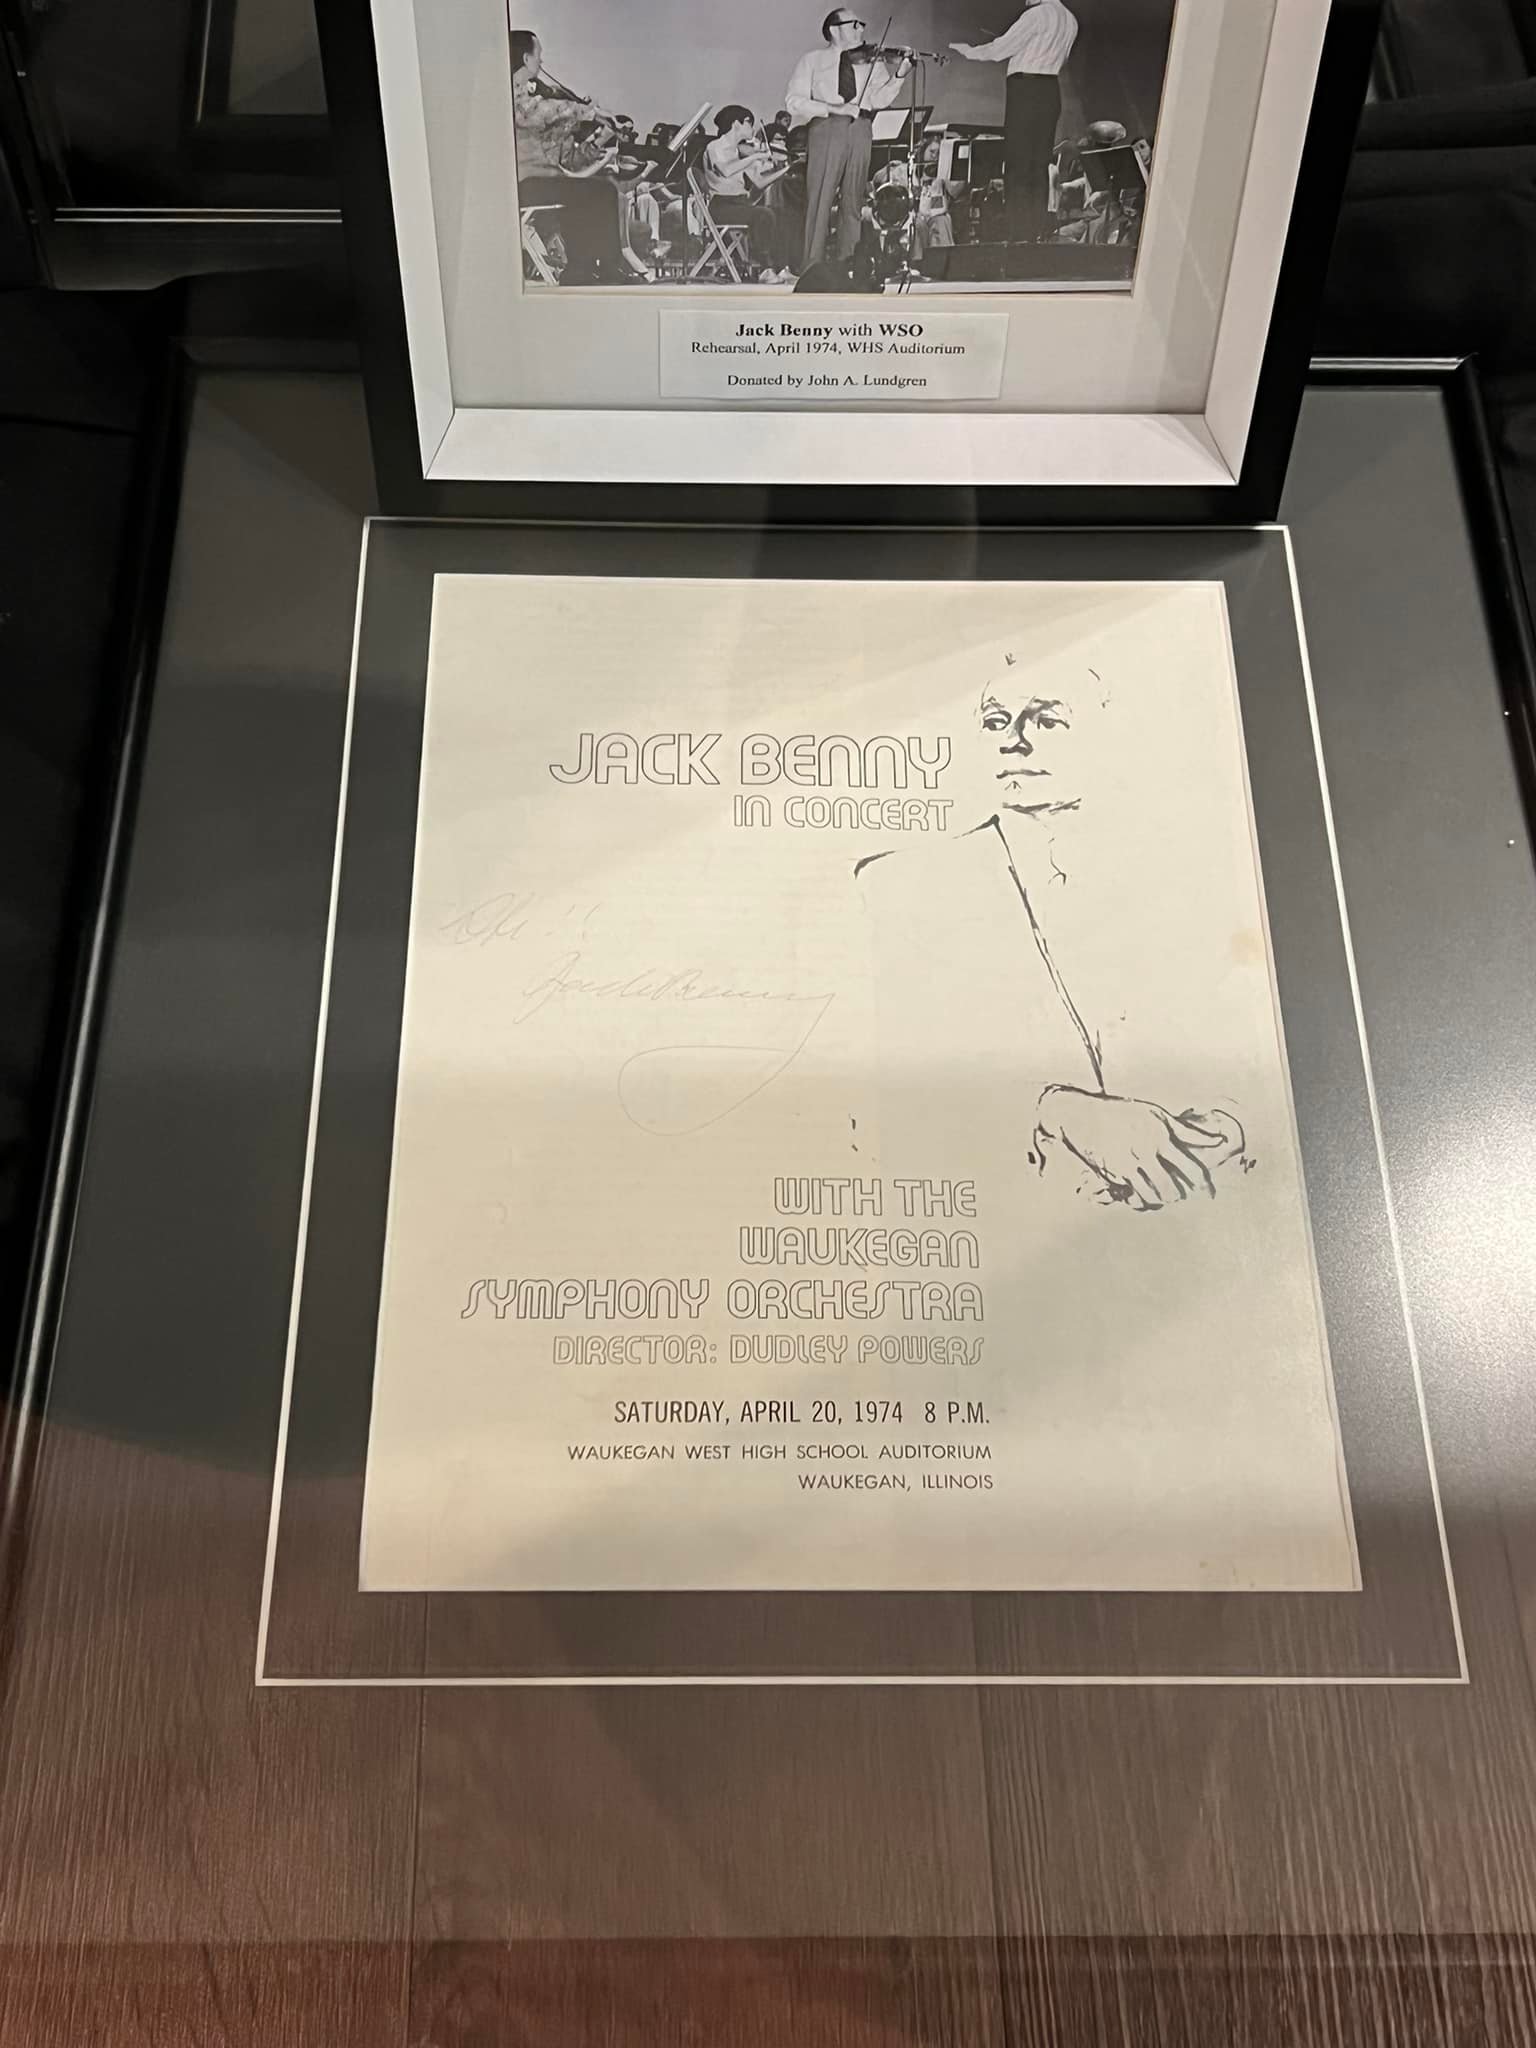 Jack Benny with WSO
Rehearsal, April 1974, WHS Auditorium
Donated by John A. Lundgren
JACK BENNY
IN CONCERT
Oh!!
Jack Benny
WITH THE
WAUKEGAN
SYMPHONY ORCHESTRA
DIRECTOR: DUDLEY POWERS
SATURDAY, APRIL 20, 1974 8 P.M.
WAUKEGAN WEST HIGH SCHOOL AUDITORIUM
WAUKEGAN, ILLINOIS